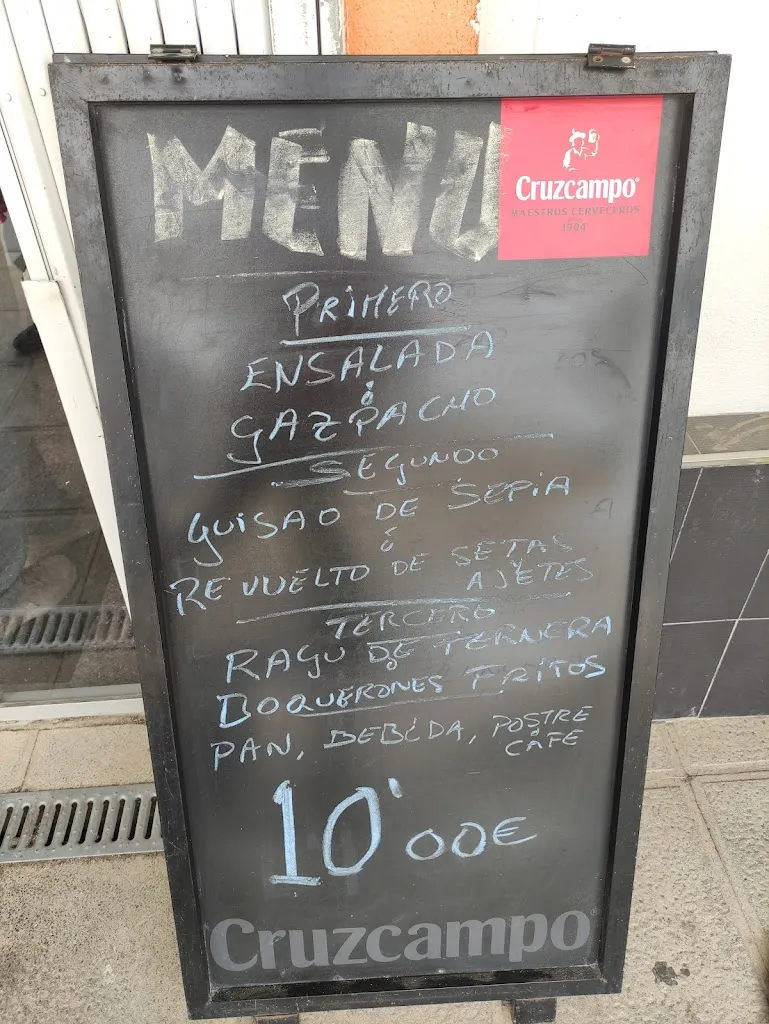 MENU
Cruzcampo®
MAESTROS CERVECEROS
1904
PRIMERO
ENSALADA
ó
GAZPACHO
SEGUNDO
GUISAO DE SEPiA
ó
REVUELTO DE SETAS
AJETES
TERCERO
RAGU DE TERNERA
ó
BOQUERONES FRiTOS
PAN, BEBiDA, POSTRE
ó
CAFE
10'00€
Cruzcampo®